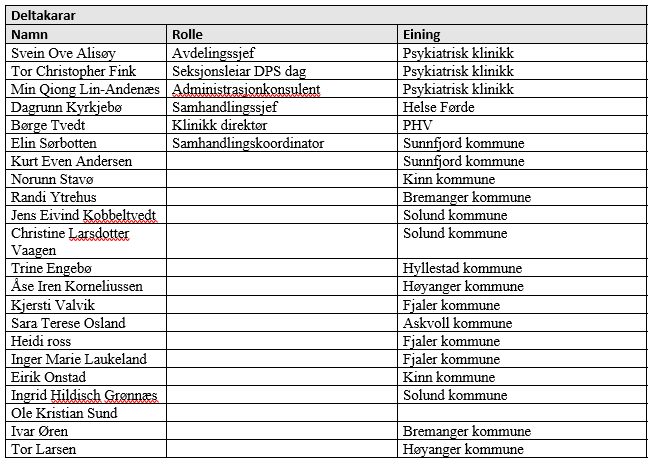 Deltakarar
Namn Rolle Eining
Svein Ove Alisøy Avdelingssjef Psykiatrisk klinikk
Tor Christopher Fink Seksjonsleiar DPS dag Psykiatrisk klinikk
Min Qiong Lin-Andenæs Administrasjonkonsulent Psykiatrisk klinikk
Dagrunn Kyrkjebø Samhandlingssjef Helse Førde
Børge Tvedt Klinikk direktør PHV
Elin Sørbotten Samhandlingskoordinator Sunnfjord kommune
Kurt Even Andersen Sunnfjord kommune
Norunn Stavø Kinn kommune
Randi Ytrehus Bremanger kommune
Jens Eivind Kobbeltvedt Solund kommune
Christine Larsdotter Solund kommune
Vaagen
Trine Engebø Hyllestad kommune
Åse Iren Korneliussen Høyanger kommune
Kjersti Valvik Fjaler kommune
Sara Terese Osland Askvoll kommune
Heidi ross Fjaler kommune
Inger Marie Laukeland Fjaler kommune
Eirik Onstad Kinn kommune
Ingrid Hildisch Grønnæs Solund kommune
Ole Kristian Sund
Ivar Øren Bremanger kommune
Tor Larsen Høyanger kommune